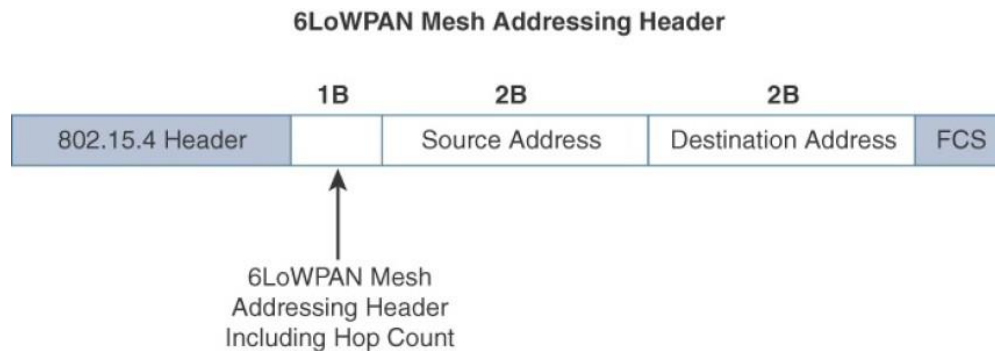 6LoWPAN Mesh Addressing Header
1B 2B 2B
802.15.4 Header Source Address Destination Address FCS
6LoWPAN Mesh
Addressing Header
Including Hop Count